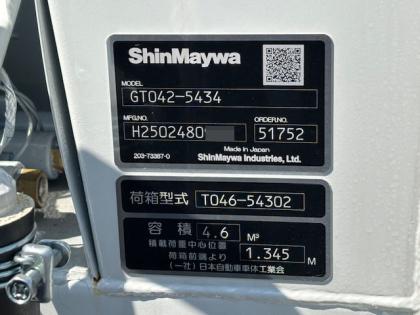 ShinMaywa
MODEL
GT042-5434
MFG.NO. ORDER.NO.
H2502480 51752
203-73387-0 Made in Japan
ShinMaywa Industries, Ltd.
荷箱型式 T046-54302
容積 4.6 M³
積載荷重中心位置
荷箱前端より 1.345 M
(一社)日本自動車車体工業会